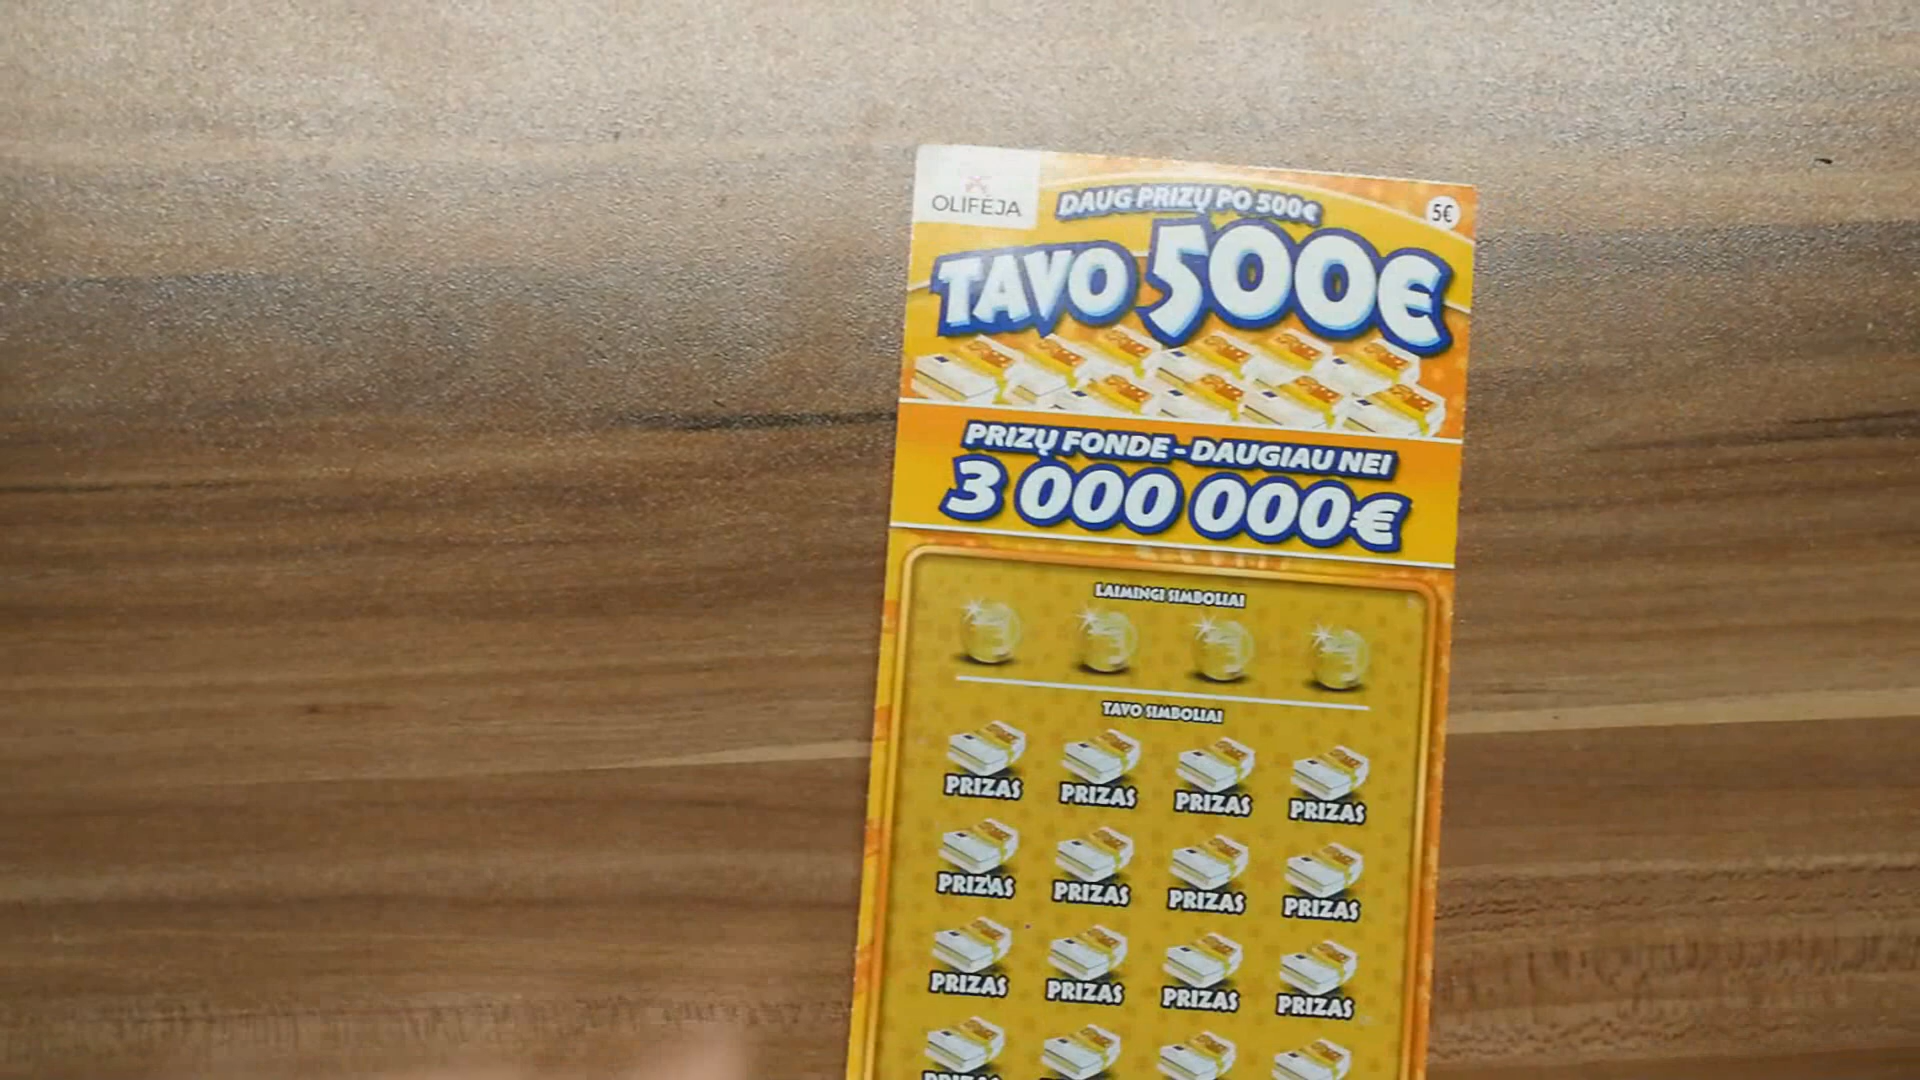 OLIFĖJA
DAUG PRIZŲ PO 500€
5€
TAVO 500€
PRIZŲ FONDE - DAUGIAU NEI
3 000 000€
LAIMINGI SIMBOLIAI
TAVO SIMBOLIAI
PRIZAS PRIZAS PRIZAS PRIZAS
PRIZAS PRIZAS PRIZAS PRIZAS
PRIZAS PRIZAS PRIZAS PRIZAS